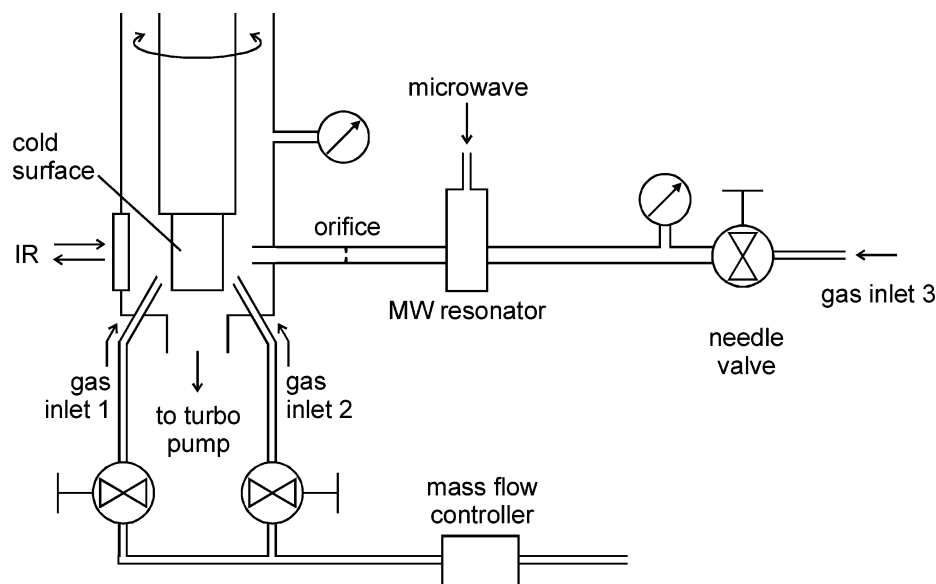 microwave
cold
surface
orifice
IR
MW resonator
gas inlet 3
needle
valve
gas
inlet 1
gas
inlet 2
to turbo
pump
mass flow
controller